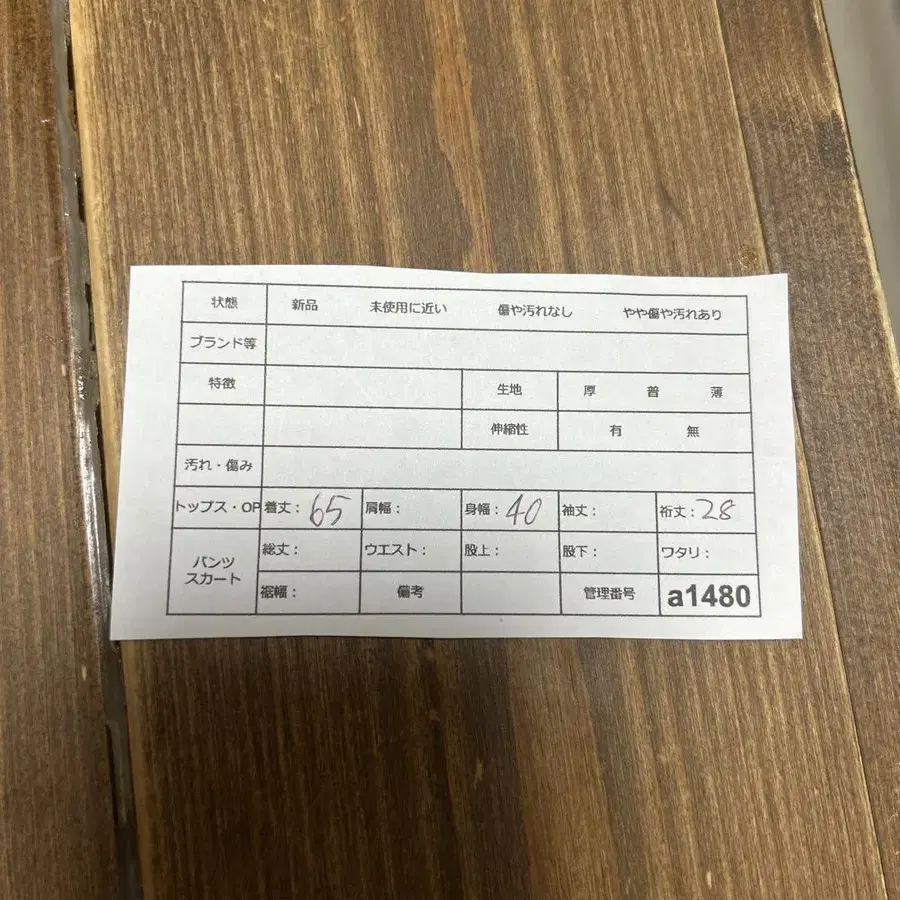 状態 新品 未使用に近い 傷や汚れなし やや傷や汚れあり
ブランド等
特徴 生地 厚 普 薄
伸縮性 有 無
汚れ・傷み
トップス・OP 着丈：65 肩幅： 身幅：40 袖丈： 裄丈：28
パンツ
スカート
総丈： ウエスト： 股上： 股下： ワタリ：
裾幅： 備考 管理番号 a1480